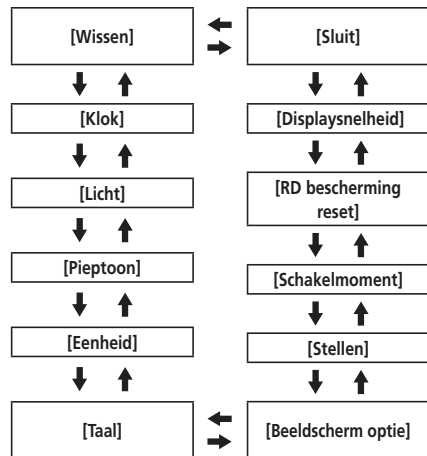 [Wissen]
[Sluit]
[Klok]
[Displaysnelheid]
[Licht]
[RD bescherming
reset]
[Pieptoon]
[Schakelmoment]
[Eenheid]
[Stellen]
[Taal]
[Beeldscherm optie]